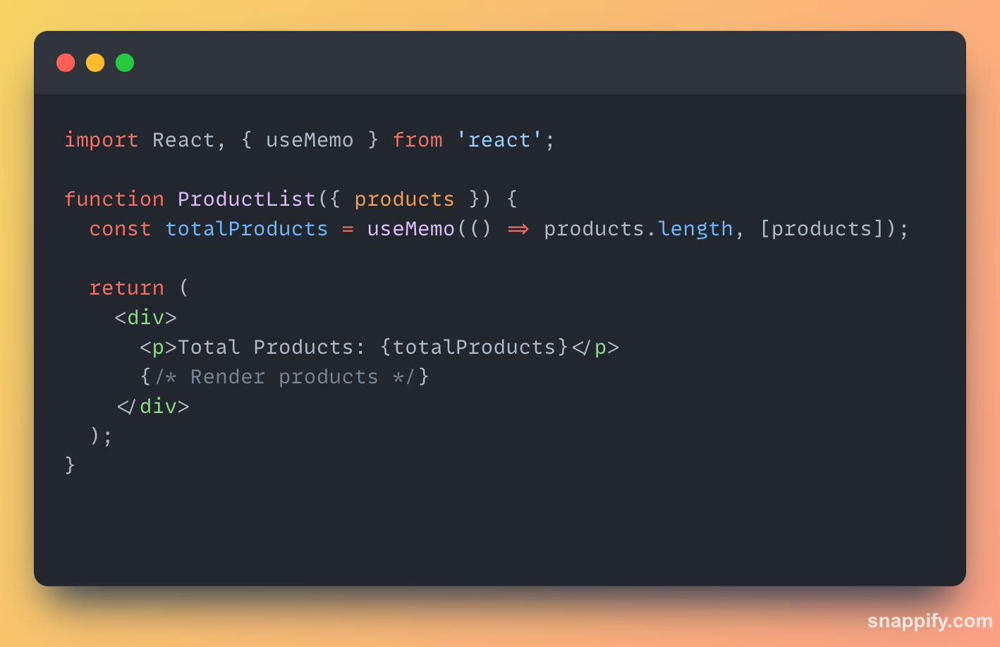 import React, { useMemo } from 'react';
function ProductList({ products }) {
  const totalProducts = useMemo(() => products.length, [products]);
  return (
    <div>
      <p>Total Products: {totalProducts}</p>
      {/* Render products */}
    </div>
  );
}
snappify.com